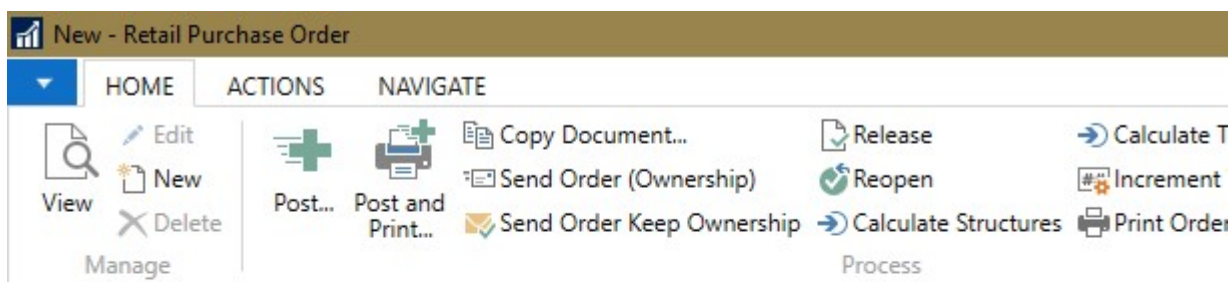 New - Retail Purchase Order
HOME ACTIONS NAVIGATE
View
Edit
New
Delete
Manage
Post...
Post and
Print...
Copy Document...
Send Order (Ownership)
Send Order Keep Ownership
Release
Reopen
Calculate Structures
Calculate T
Increment
Print Order
Process